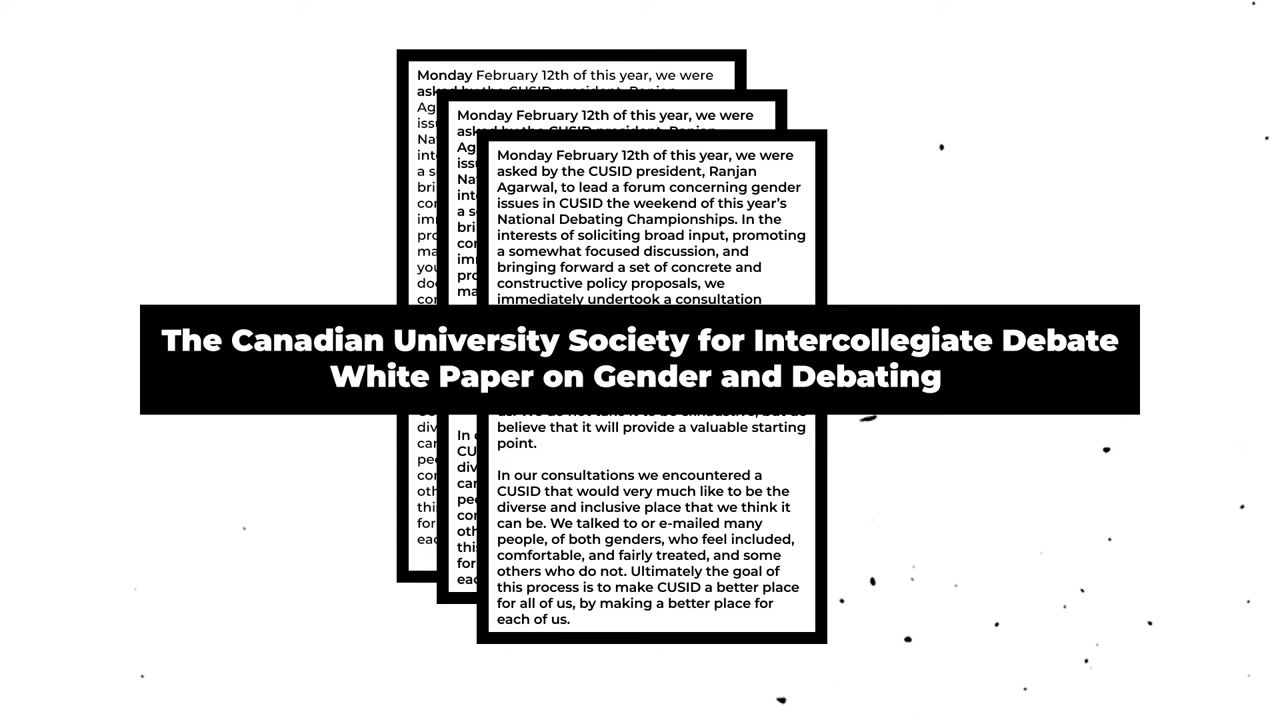 Monday February 12th of this year, we were
Monday February 12th of this year, we were
Monday February 12th of this year, we were
asked by the CUSID president, Ranjan
Agarwal, to lead a forum concerning gender
issues in CUSID the weekend of this year's
National Debating Championships. In the
interests of soliciting broad input, promoting
a somewhat focused discussion, and
bringing forward a set of concrete and
constructive policy proposals, we
immediately undertook a consultation
The Canadian University Society for Intercollegiate Debate
White Paper on Gender and Debating
believe that it will provide a valuable starting
point.
In our consultations we encountered a
CUSID that would very much like to be the
diverse and inclusive place that we think it
can be. We talked to or e-mailed many
people, of both genders, who feel included,
comfortable, and fairly treated, and some
others who do not. Ultimately the goal of
this process is to make CUSID a better place
for all of us, by making a better place for
each of us.